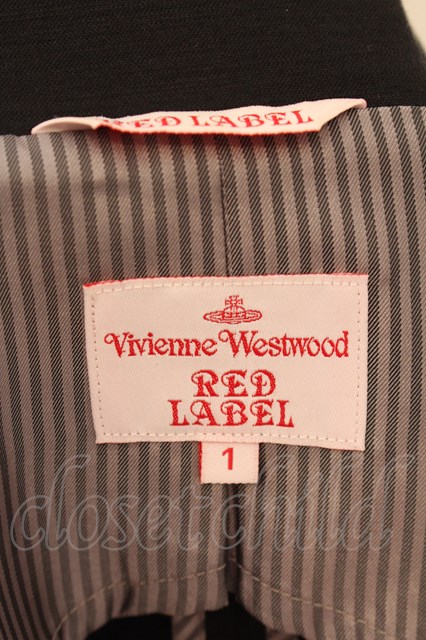 RED LABEL
Vivienne Westwood
RED
LABEL
1
closetchild